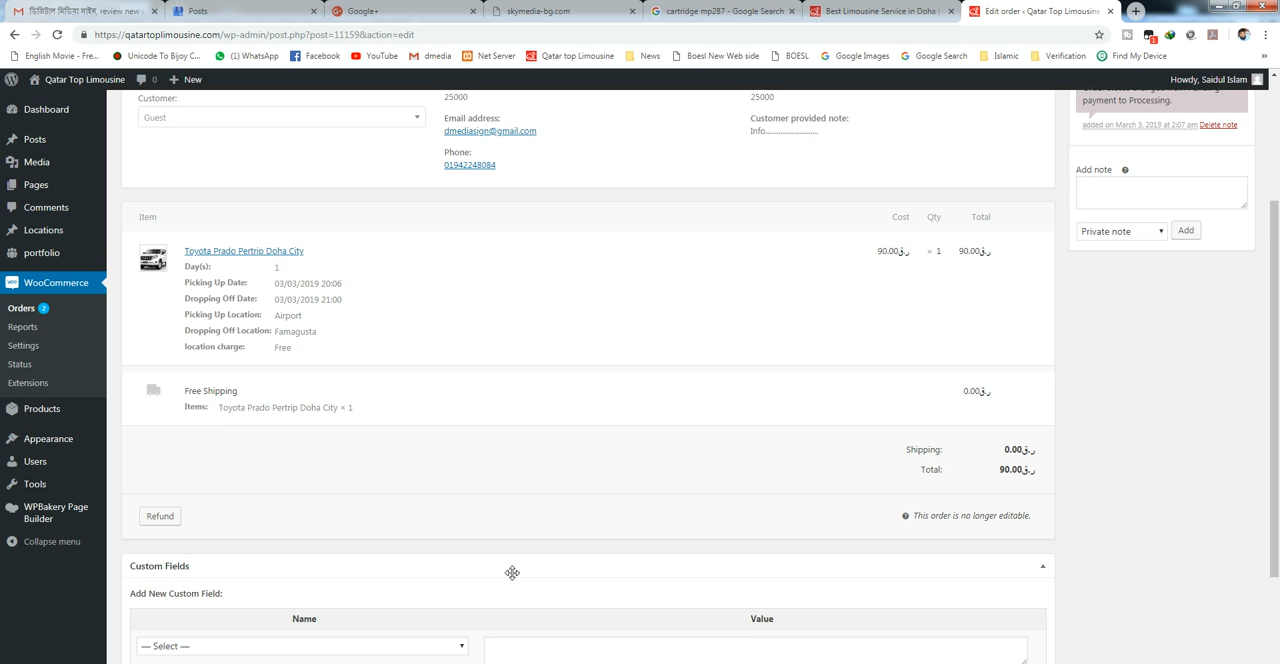 ডিজিটাল মিডিয়া সাইন, review new
Posts
Google+
skymedia-bg.com
cartridge mp287 - Google Search
Best Limousine Service in Doha |
Edit order ‹ Qatar Top Limousine
https://qatartoplimousine.com/wp-admin/post.php?post=11159&action=edit
English Movie - Fre...
Unicode To Bijoy C...
(1) WhatsApp
Facebook
YouTube
dmedia
Net Server
Qatar top Limousine
News
Boesl New Web side
BOESL
Google Images
Google Search
Islamic
Verification
Find My Device
»
Qatar Top Limousine
0
New
Howdy, Saidul Islam
Dashboard
Posts
Media
Pages
Comments
Locations
portfolio
WooCommerce
Orders 2
Reports
Settings
Status
Extensions
Products
Appearance
Users
Tools
WPBakery Page
Builder
Collapse menu
Customer:
Guest
25000
Email address:
dmediasign@gmail.com
Phone:
01942248084
25000
Customer provided note:
Info.........................
payment to Processing.
added on March 3, 2019 at 2:07 pm Delete note
Add note
Private note
Add
Item Cost Qty Total
Toyota Prado Pertrip Doha City 90.00ر.ق × 1 90.00ر.ق
Day(s): 1
Picking Up Date: 03/03/2019 20:06
Dropping Off Date: 03/03/2019 21:00
Picking Up Location: Airport
Dropping Off Location: Famagusta
location charge: Free
Free Shipping 0.00ر.ق
Items: Toyota Prado Pertrip Doha City × 1
Shipping: 0.00ر.ق
Total: 90.00ر.ق
Refund
This order is no longer editable.
Custom Fields
Add New Custom Field:
Name Value
— Select —